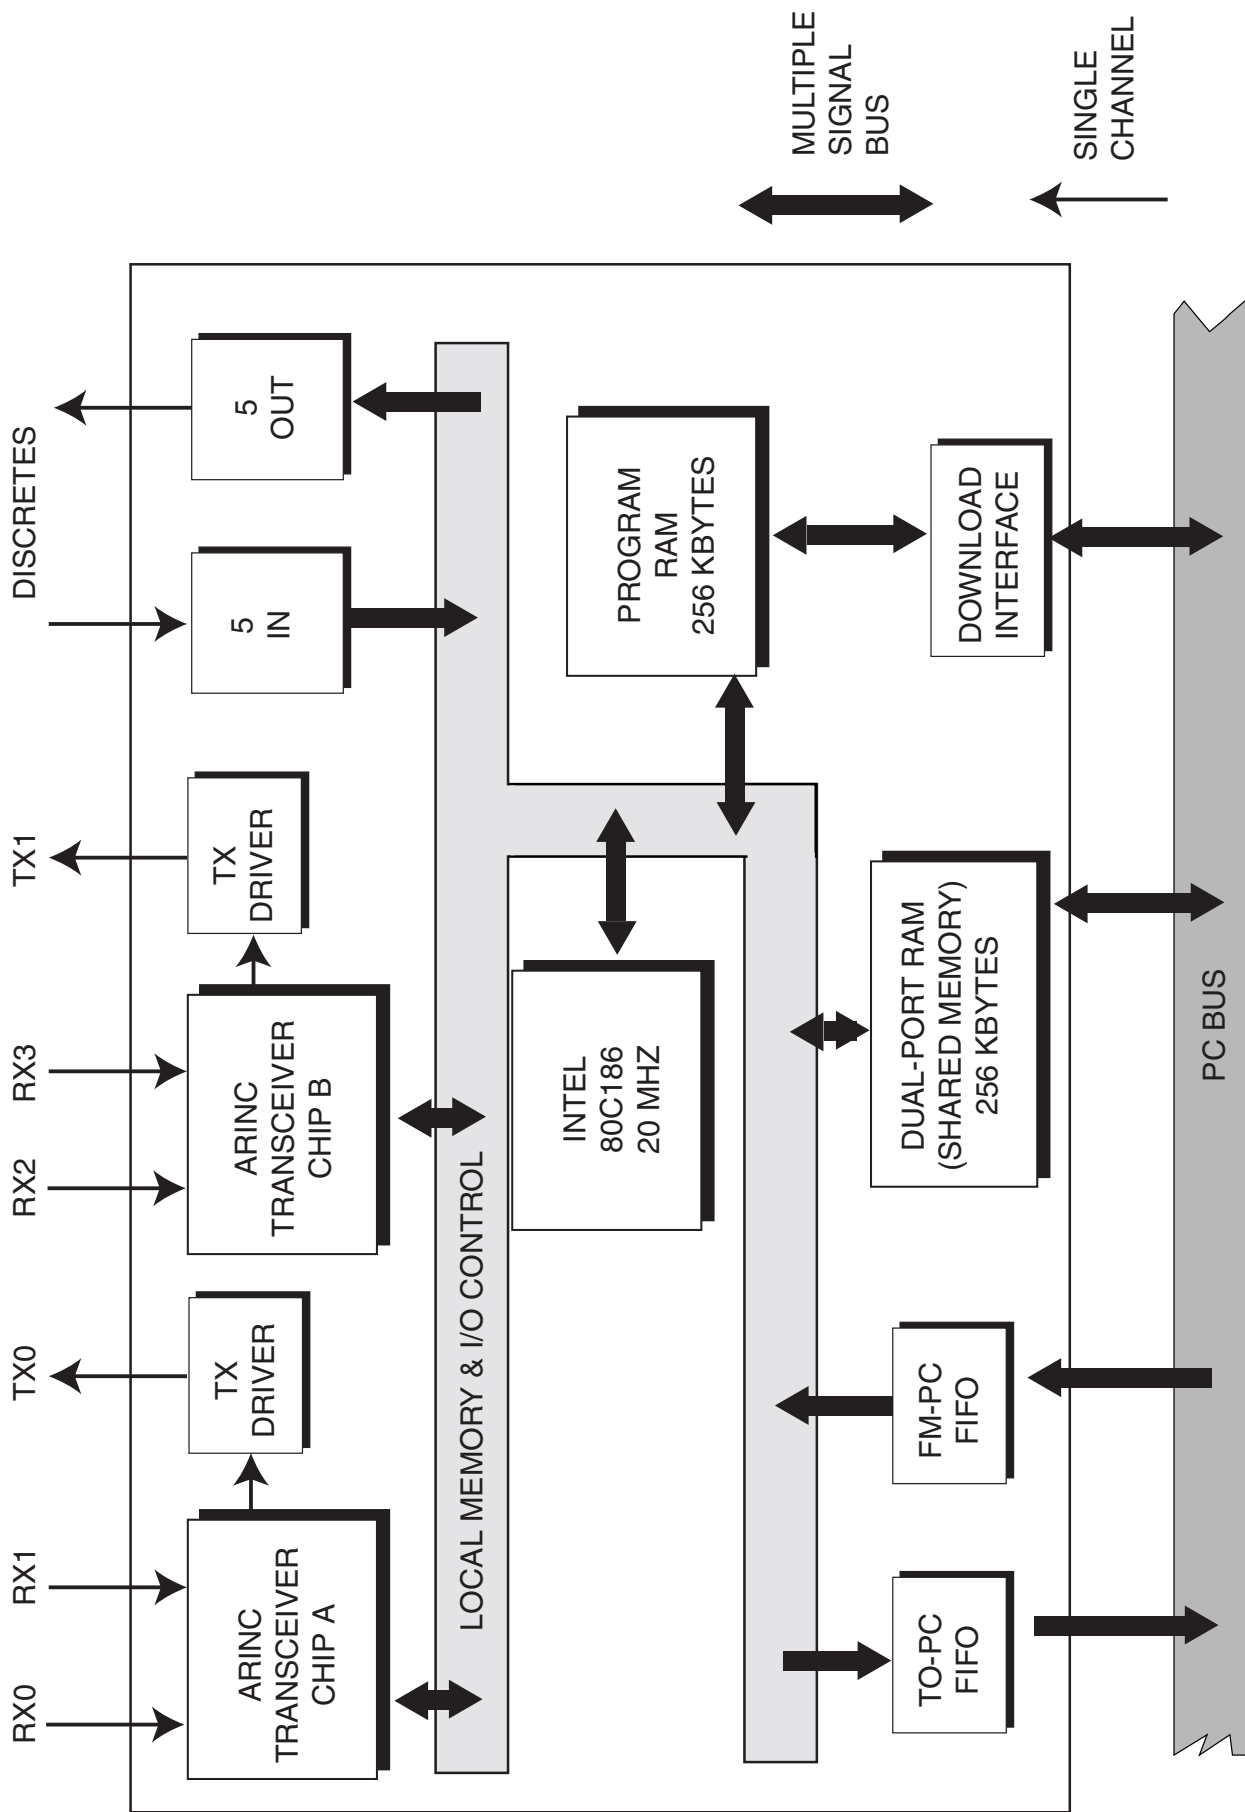 RX0
RX1
TX0
RX2
RX3
TX1
DISCRETES
ARINC
TRANSCEIVER
CHIP A
TX
DRIVER
ARINC
TRANSCEIVER
CHIP B
TX
DRIVER
5
IN
5
OUT
LOCAL MEMORY & I/O CONTROL
INTEL
80C186
20 MHZ
PROGRAM
RAM
256 KBYTES
TO-PC
FIFO
FM-PC
FIFO
DUAL-PORT RAM
(SHARED MEMORY)
256 KBYTES
DOWNLOAD
INTERFACE
PC BUS
MULTIPLE
SIGNAL
BUS
SINGLE
CHANNEL